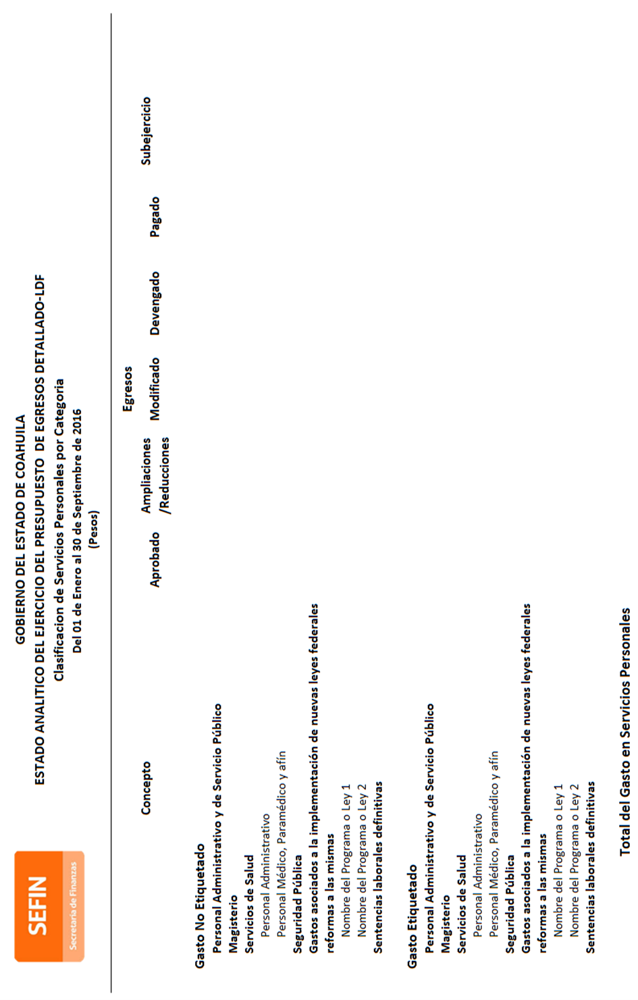 SEFIN
Secretaría de Finanzas
GOBIERNO DEL ESTADO DE COAHUILA
ESTADO ANALITICO DEL EJERCICIO DEL PRESUPUESTO DE EGRESOS DETALLADO-LDF
Clasificacion de Servicios Personales por Categoria
Del 01 de Enero al 30 de Septiembre de 2016
(Pesos)
Egresos
Concepto Aprobado Ampliaciones /Reducciones Modificado Devengado Pagado Subejercicio
Gasto No Etiquetado
Personal Administrativo y de Servicio Público
Magisterio
Servicios de Salud
Personal Administrativo
Personal Médico, Paramédico y afín
Seguridad Pública
Gastos asociados a la implementación de nuevas leyes federales
reformas a las mismas
Nombre del Programa o Ley 1
Nombre del Programa o Ley 2
Sentencias laborales definitivas
Gasto Etiquetado
Personal Administrativo y de Servicio Público
Magisterio
Servicios de Salud
Personal Administrativo
Personal Médico, Paramédico y afín
Seguridad Pública
Gastos asociados a la implementación de nuevas leyes federales
reformas a las mismas
Nombre del Programa o Ley 1
Nombre del Programa o Ley 2
Sentencias laborales definitivas
Total del Gasto en Servicios Personales